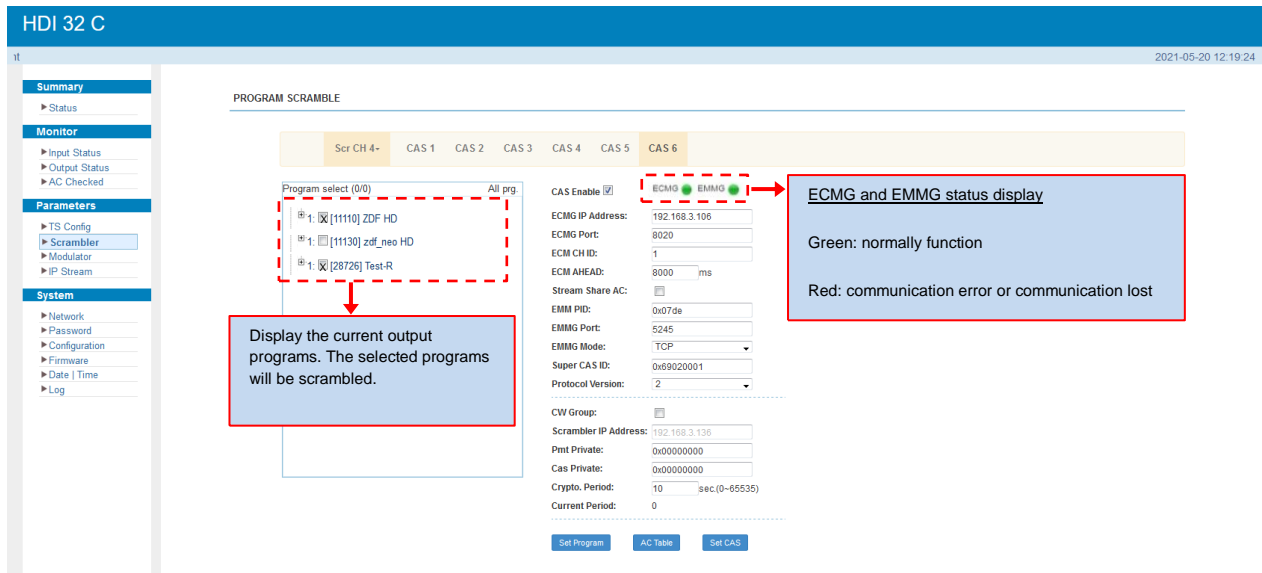 HDI 32 C
nt
2021-05-20 12:19:24
Summary
Status
Monitor
Input Status
Output Status
AC Checked
Parameters
TS Config
Scrambler
Modulator
IP Stream
System
Network
Password
Configuration
Firmware
Date | Time
Log
PROGRAM SCRAMBLE
Scr CH 4 CAS 1 CAS 2 CAS 3 CAS 4 CAS 5 CAS 6
Program select (0/0) All prg.
1: [11110] ZDF HD
1: [11130] zdf_neo HD
1: [28726] Test-R
Display the current output
programs. The selected programs
will be scrambled.
CAS Enable ECMG EMMG
ECMG IP Address: 192.168.3.106
ECMG Port: 8020
ECM CH ID: 1
ECM AHEAD: 8000 ms
Stream Share AC:
EMM PID: 0x07de
EMMG Port: 5245
EMMG Mode: TCP
Super CAS ID: 0x69020001
Protocol Version: 2
CW Group:
Scrambler IP Address: 192.168.3.136
Pmt Private: 0x00000000
Cas Private: 0x00000000
Crypto. Period: 10 sec.(0~65535)
Current Period: 0
Set Program AC Table Set CAS
ECMG and EMMG status display
Green: normally function
Red: communication error or communication lost